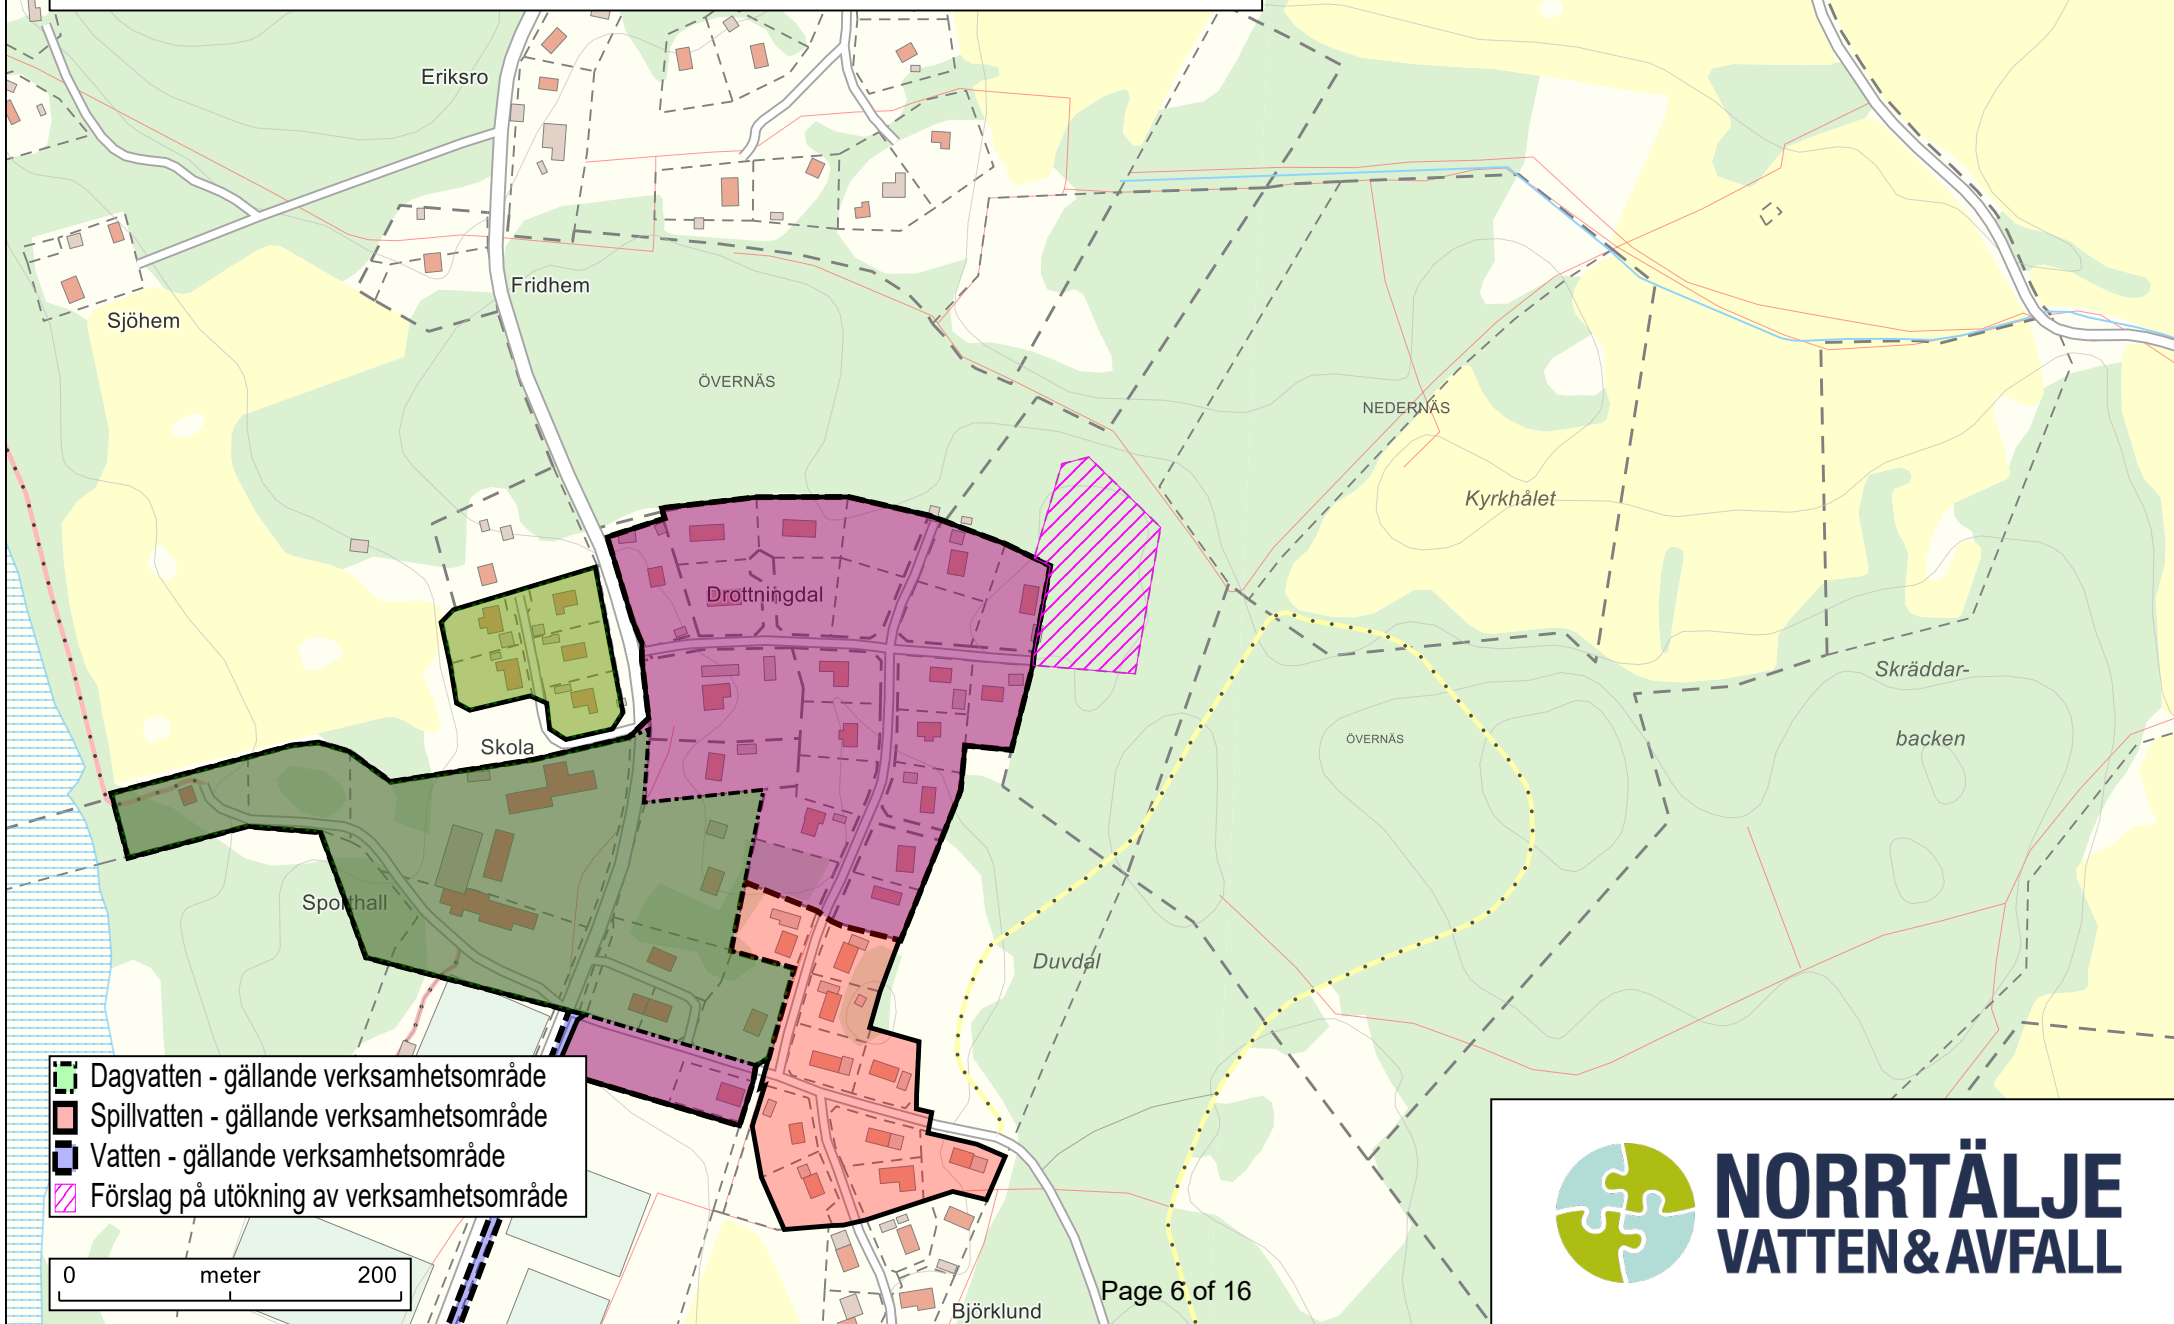 Eriksro
Fridhem
Sjöhem
ÖVERNÄS
NEDERNÄS
Kyrkhålet
Drottningdal
Skräddar-
backen
ÖVERNÄS
Skola
Sporthall
Duvdal
Dagvatten - gällande verksamhetsområde
Spillvatten - gällande verksamhetsområde
Vatten - gällande verksamhetsområde
Förslag på utökning av verksamhetsområde
0 meter 200
Björklund
Page 6 of 16
NORRTÄLJE
VATTEN & AVFALL